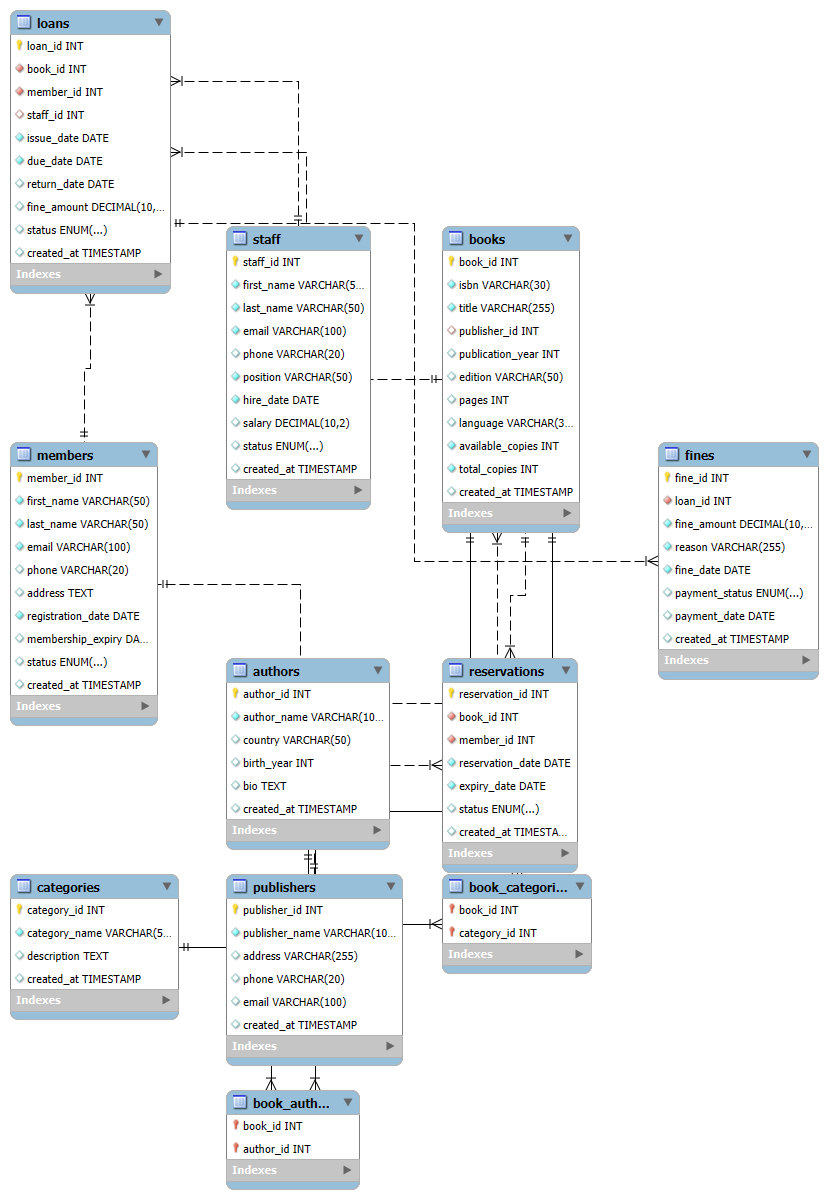 loans
loan_id INT
book_id INT
member_id INT
staff_id INT
issue_date DATE
due_date DATE
return_date DATE
fine_amount DECIMAL(10,...
status ENUM(...)
created_at TIMESTAMP
Indexes
staff
staff_id INT
first_name VARCHAR(5...
last_name VARCHAR(50)
email VARCHAR(100)
phone VARCHAR(20)
position VARCHAR(50)
hire_date DATE
salary DECIMAL(10,2)
status ENUM(...)
created_at TIMESTAMP
Indexes
books
book_id INT
isbn VARCHAR(30)
title VARCHAR(255)
publisher_id INT
publication_year INT
edition VARCHAR(50)
pages INT
language VARCHAR(3...
available_copies INT
total_copies INT
created_at TIMESTAMP
Indexes
members
member_id INT
first_name VARCHAR(50)
last_name VARCHAR(50)
email VARCHAR(100)
phone VARCHAR(20)
address TEXT
registration_date DATE
membership_expiry DA...
status ENUM(...)
created_at TIMESTAMP
Indexes
fines
fine_id INT
loan_id INT
fine_amount DECIMAL(10,...
reason VARCHAR(255)
fine_date DATE
payment_status ENUM(...)
payment_date DATE
created_at TIMESTAMP
Indexes
authors
author_id INT
author_name VARCHAR(10...
country VARCHAR(50)
birth_year INT
bio TEXT
created_at TIMESTAMP
Indexes
reservations
reservation_id INT
book_id INT
member_id INT
reservation_date DATE
expiry_date DATE
status ENUM(...)
created_at TIMESTA...
Indexes
categories
category_id INT
category_name VARCHAR(5...
description TEXT
created_at TIMESTAMP
Indexes
publishers
publisher_id INT
publisher_name VARCHAR(10...
address VARCHAR(255)
phone VARCHAR(20)
email VARCHAR(100)
created_at TIMESTAMP
Indexes
book_categori...
book_id INT
category_id INT
Indexes
book_auth...
book_id INT
author_id INT
Indexes